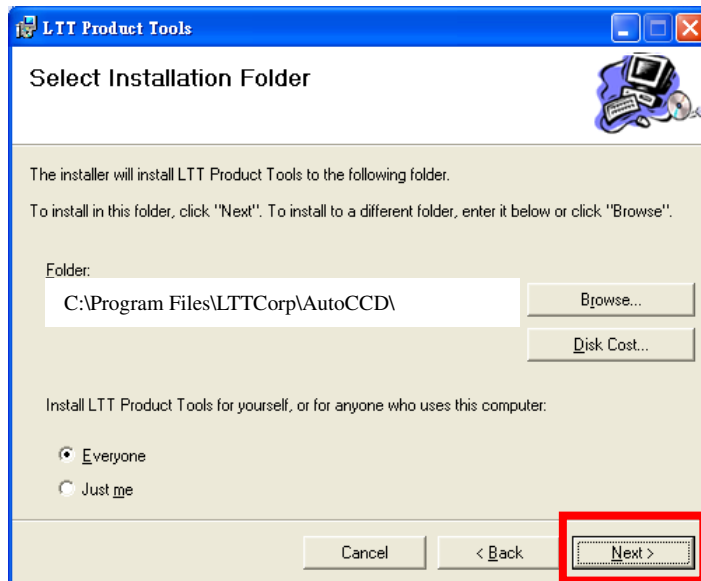 LTT Product Tools
Select Installation Folder
The installer will install LTT Product Tools to the following folder.
To install in this folder, click "Next". To install to a different folder, enter it below or click "Browse".
Folder:
C:\Program Files\LTTCorp\AutoCCD\
Browse...
Disk Cost...
Install LTT Product Tools for yourself, or for anyone who uses this computer:
Everyone
Just me
Cancel
< Back
Next >